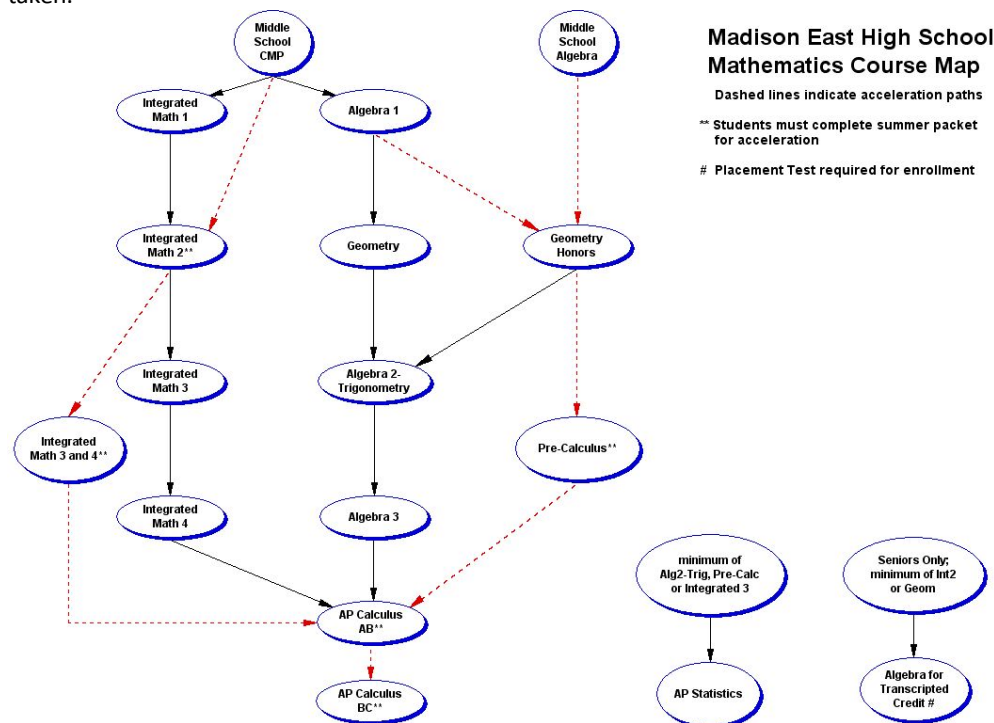 taken.
Middle
School
CMP
Middle
School
Algebra
Madison East High School
Mathematics Course Map
Dashed lines indicate acceleration paths
** Students must complete summer packet
for acceleration
# Placement Test required for enrollment
Integrated
Math 1
Algebra 1
Integrated
Math 2**
Geometry
Geometry
Honors
Integrated
Math 3
Algebra 2-
Trigonometry
Integrated
Math 3 and 4**
Pre-Calculus**
Integrated
Math 4
Algebra 3
minimum of
Alg2-Trig, Pre-Calc
or Integrated 3
Seniors Only;
minimum of Int2
or Geom
AP Calculus
AB**
AP Calculus
BC**
AP Statistics
Algebra for
Transcripted
Credit #